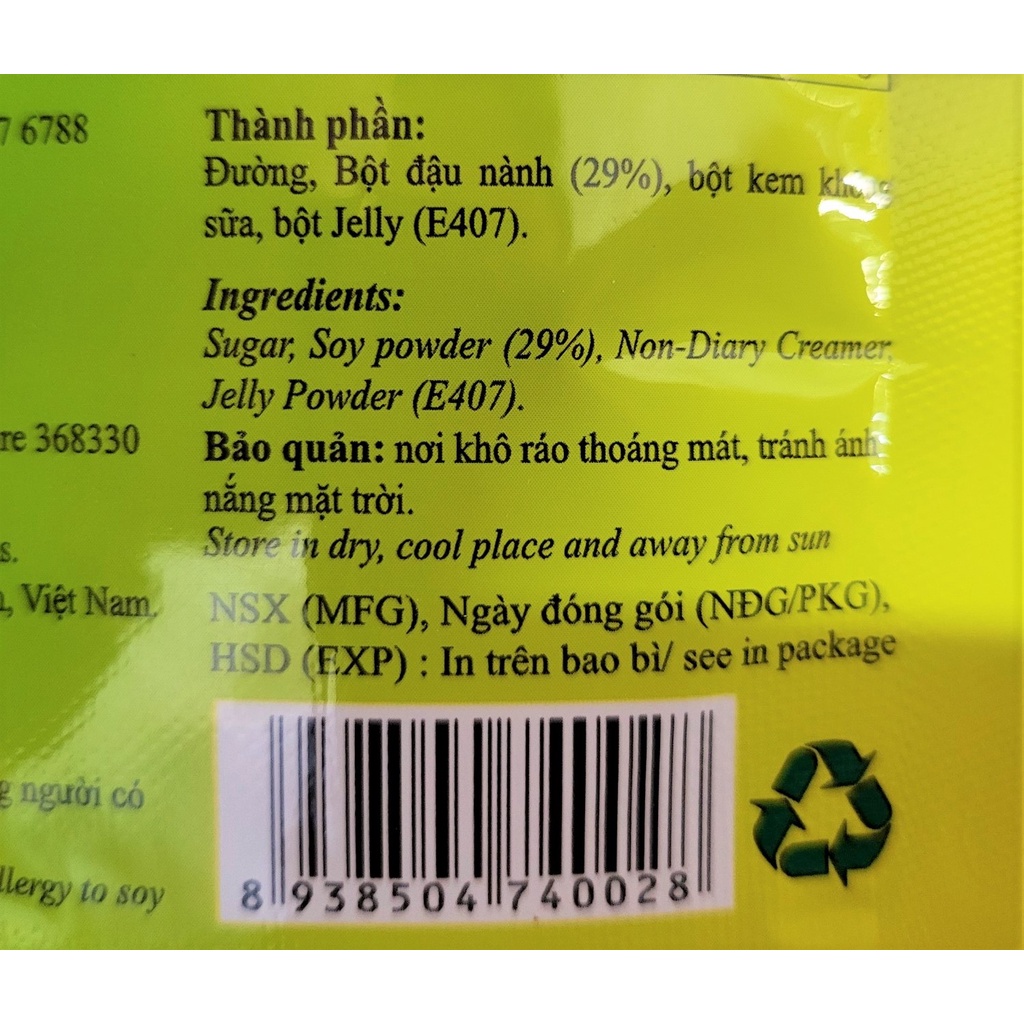 7 6788
re 368330
s.
, Việt Nam.
g người có
llergy to soy
Thành phần:
Đường, Bột đậu nành (29%), bột kem không
sữa, bột Jelly (E407).
Ingredients:
Sugar, Soy powder (29%), Non-Diary Creamer,
Jelly Powder (E407).
Bảo quản: nơi khô ráo thoáng mát, tránh ánh
nắng mặt trời.
Store in dry, cool place and away from sun
NSX (MFG), Ngày đóng gói (NĐG/PKG),
HSD (EXP) : In trên bao bì/ see in package
8 938504 740028